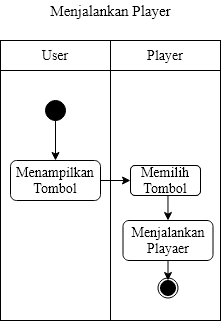 Menjalankan Player
User
Player
Menampilkan
Tombol
Memilih
Tombol
Menjalankan
Playaer